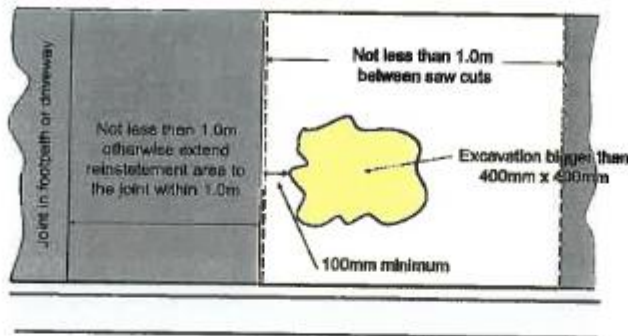 Joint in footpath or driveway
Not less than 1.0m
otherwise extend
reinstatement area to
the joint within 1.0m
Not less than 1.0m
between saw cuts
Excavation bigger than
400mm x 400mm
100mm minimum